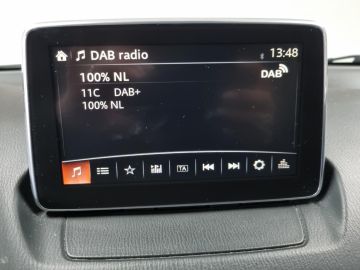 DAB radio 13:48
100% NL DAB
11C DAB+
100% NL
TA